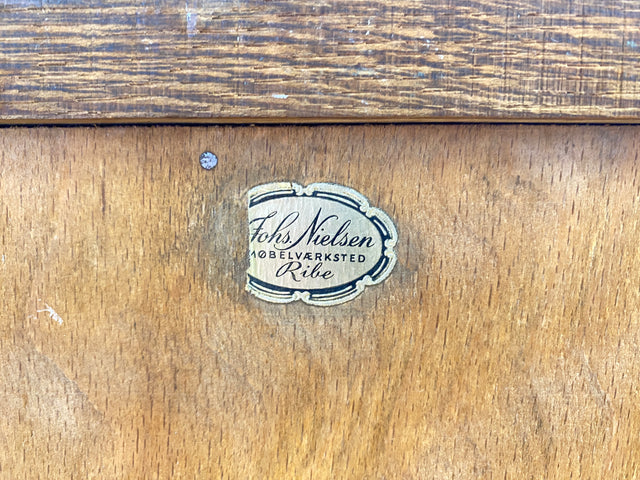 Johs. Nielsen
MØBELVÆRKSTED
Ribe